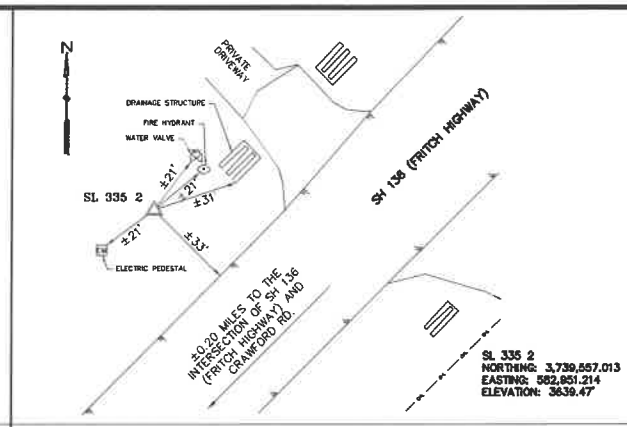 N
PRIVATE
DRIVEWAY
DRAINAGE STRUCTURE
FIRE HYDRANT
WATER VALVE
SH 136 (FRITCH HIGHWAY)
±21'
±21'
±31'
SL 335 2
±21'
±33'
ELECTRIC PEDESTAL
±0.20 MILES TO THE
INTERSECTION OF SH 136
(FRITCH HIGHWAY) AND
CRAWFORD RD.
SL 335 2
NORTHING: 3,739,557.013
EASTING: 582,951.214
ELEVATION: 3639.47'